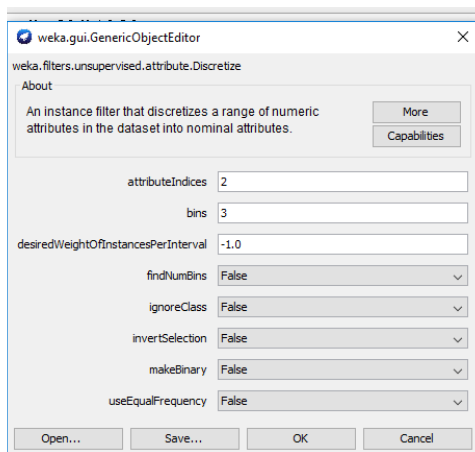 weka.gui.GenericObjectEditor
weka.filters.unsupervised.attribute.Discretize
About
An instance filter that discretizes a range of numeric
attributes in the dataset into nominal attributes.
More
Capabilities
attributeIndices 2
bins 3
desiredWeightOfInstancesPerInterval -1.0
findNumBins False
ignoreClass False
invertSelection False
makeBinary False
useEqualFrequency False
Open... Save... OK Cancel